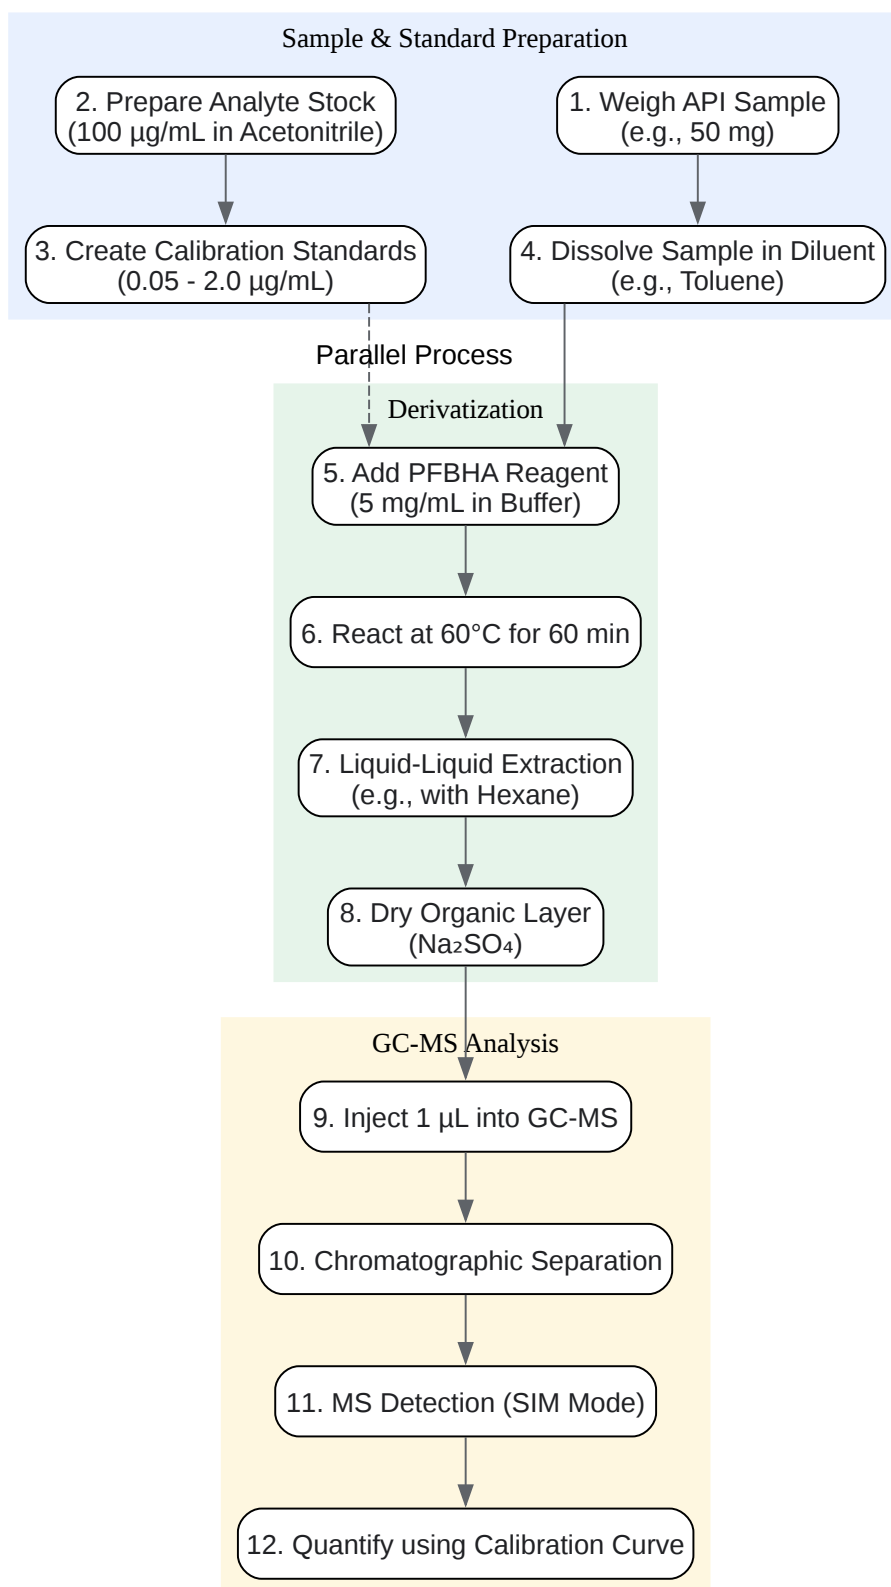 Sample & Standard Preparation
2. Prepare Analyte Stock
(100 µg/mL in Acetonitrile)
1. Weigh API Sample
(e.g., 50 mg)
3. Create Calibration Standards
(0.05 - 2.0 µg/mL)
4. Dissolve Sample in Diluent
(e.g., Toluene)
Parallel Process
Derivatization
5. Add PFBHA Reagent
(5 mg/mL in Buffer)
6. React at 60°C for 60 min
7. Liquid-Liquid Extraction
(e.g., with Hexane)
8. Dry Organic Layer
(Na₂SO₄)
GC-MS Analysis
9. Inject 1 µL into GC-MS
10. Chromatographic Separation
11. MS Detection (SIM Mode)
12. Quantify using Calibration Curve